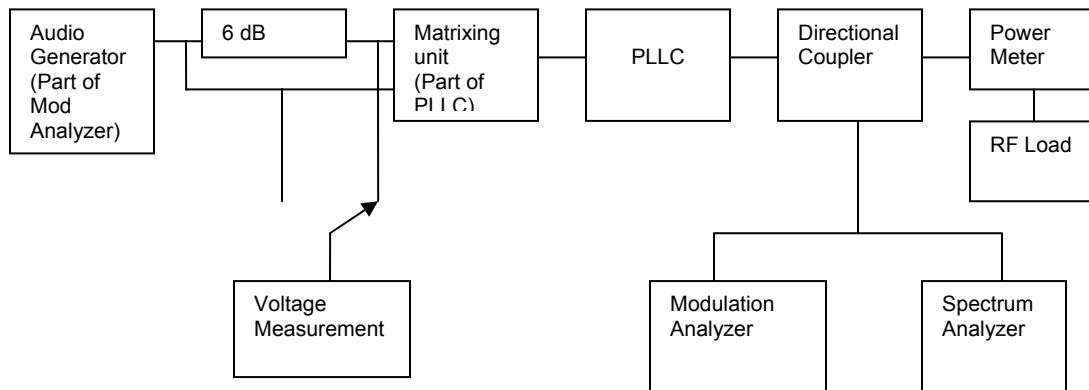 Audio
Generator
(Part of
Mod
Analyzer)
6 dB
Matrixing
unit
(Part of
PLLC)
PLLC
Directional
Coupler
Power
Meter
RF Load
Voltage
Measurement
Modulation
Analyzer
Spectrum
Analyzer